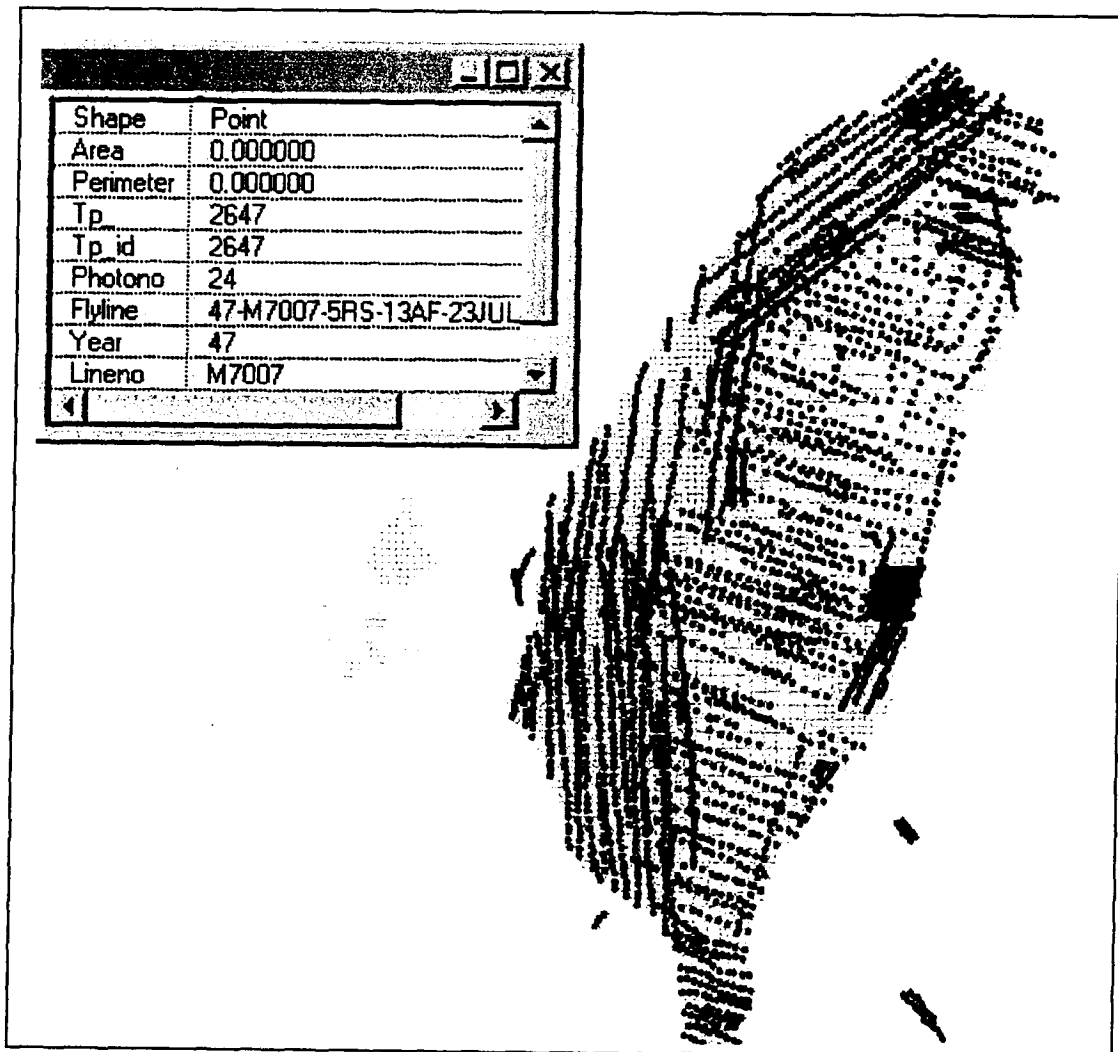 Shape Point
Area 0.000000
Perimeter 0.000000
Tp_ 2647
Tp_id 2647
Photono 24
Flyline 47-M7007-5RS-13AF-23JUL
Year 47
Lineno M7007